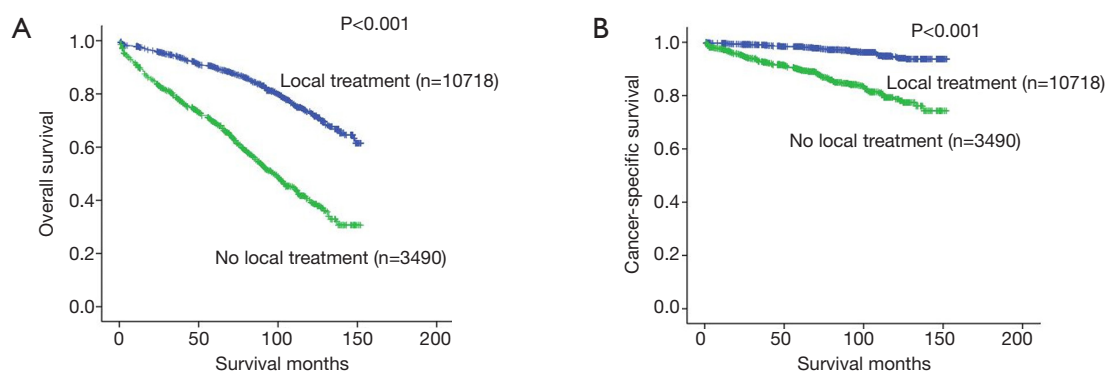 A
P<0.001
Overall survival
1.0
0.8
0.6
0.4
0.2
0.0
Local treatment (n=10718)
No local treatment (n=3490)
0 50 100 150 200
Survival months
B
P<0.001
Cancer-specific survival
1.0
0.8
0.6
0.4
0.2
0.0
Local treatment (n=10718)
No local treatment (n=3490)
0 50 100 150 200
Survival months